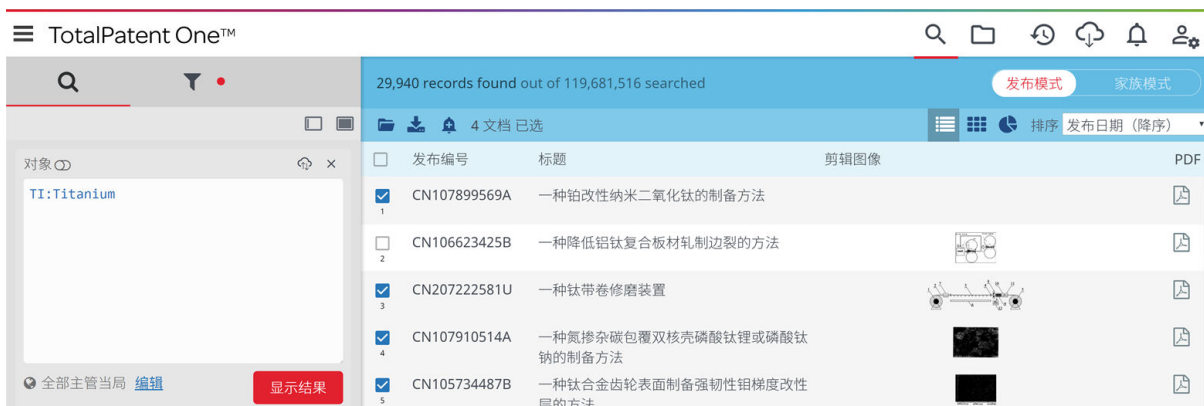 TotalPatent One™
29,940 records found out of 119,681,516 searched
发布模式
家族模式
4 文档 已选
排序 发布日期（降序）
对象
发布编号 标题 剪辑图像 PDF
TI:Titanium
1 CN107899569A 一种铂改性纳米二氧化钛的制备方法
2 CN106623425B 一种降低铝钛复合板材轧制边裂的方法
3 CN207222581U 一种钛带卷修磨装置
4 CN107910514A 一种氮掺杂碳包覆双核壳磷酸钛锂或磷酸钛
钠的制备方法
5 CN105734487B 一种钛合金齿轮表面制备强韧性钼梯度改性
层的方法
全部主管当局 编辑
显示结果